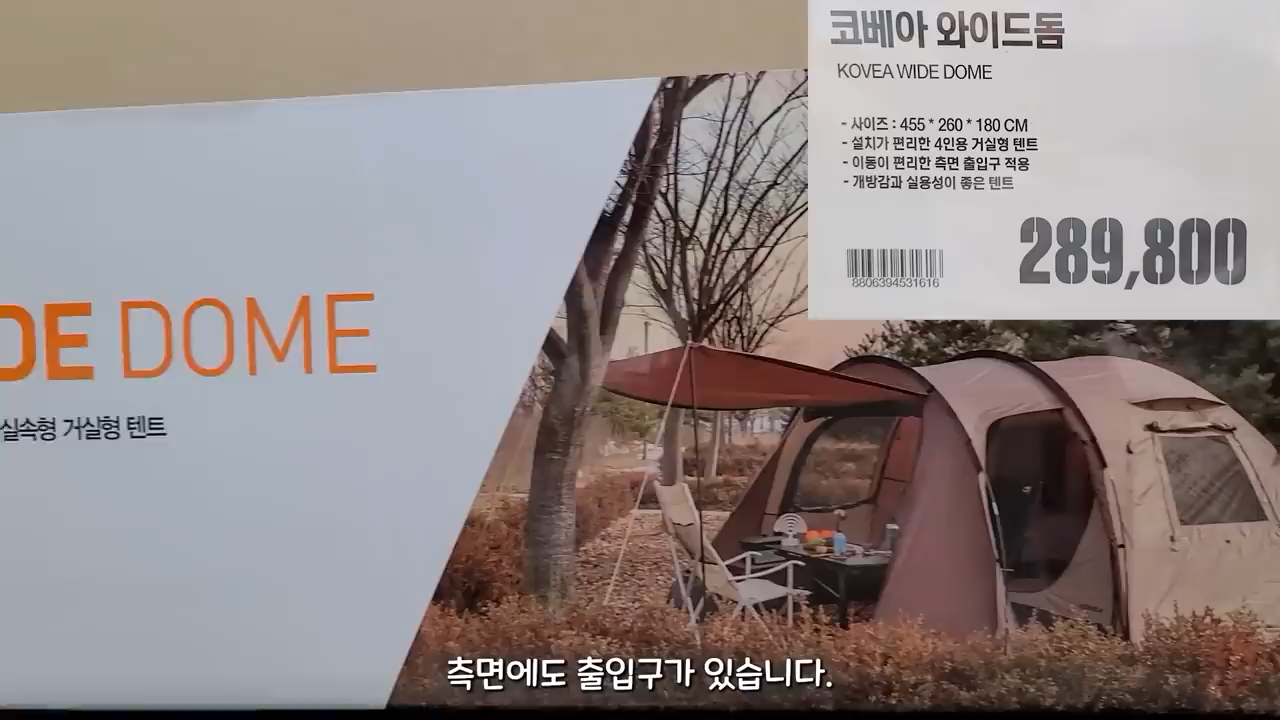 코베아 와이드돔
KOVEA WIDE DOME
- 사이즈 : 455 * 260 * 180 CM
- 설치가 편리한 4인용 거실형 텐트
- 이동이 편리한 측면 출입구 적용
- 개방감과 실용성이 좋은 텐트
289,800
8806394531616
DE DOME
실속형 거실형 텐트
측면에도 출입구가 있습니다.